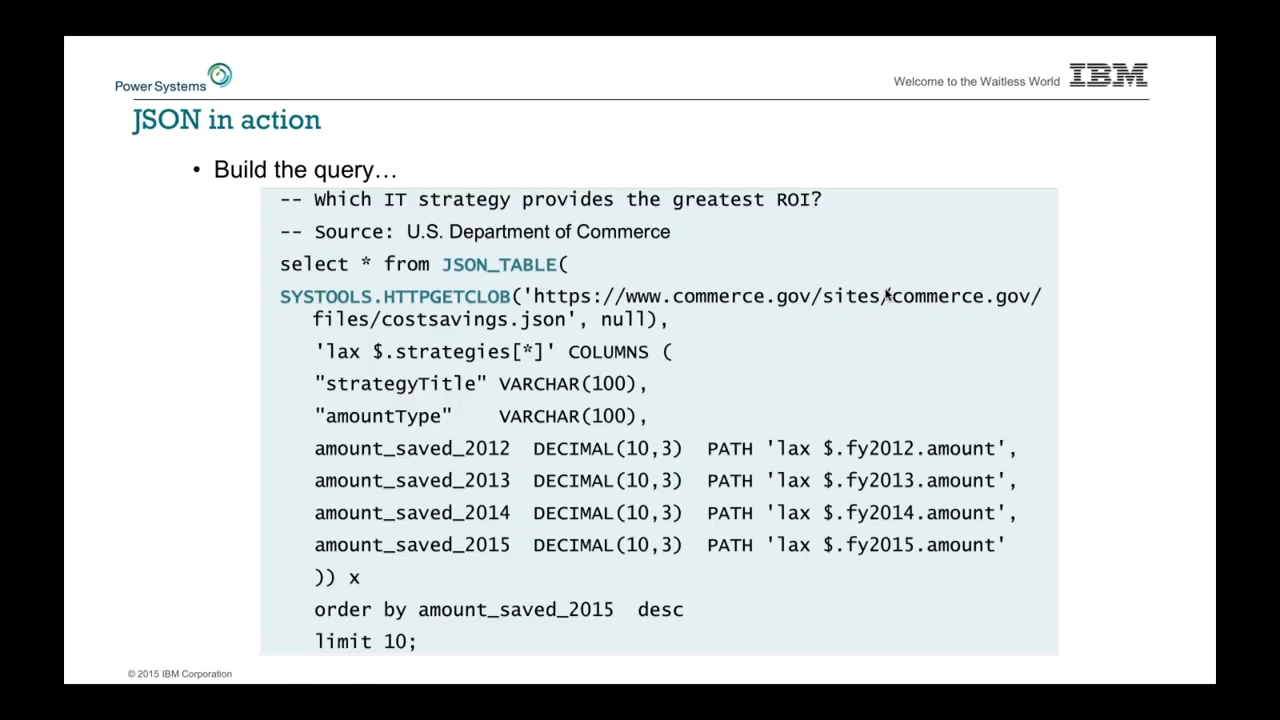 Power Systems
Welcome to the Waitless World IBM
JSON in action
• Build the query…
-- Which IT strategy provides the greatest ROI?
-- Source: U.S. Department of Commerce
select * from JSON_TABLE(
SYSTOOLS.HTTPGETCLOB('https://www.commerce.gov/sites/commerce.gov/
files/costsavings.json', null),
'lax $.strategies[*]' COLUMNS (
"strategyTitle" VARCHAR(100),
"amountType" VARCHAR(100),
amount_saved_2012 DECIMAL(10,3) PATH 'lax $.fy2012.amount',
amount_saved_2013 DECIMAL(10,3) PATH 'lax $.fy2013.amount',
amount_saved_2014 DECIMAL(10,3) PATH 'lax $.fy2014.amount',
amount_saved_2015 DECIMAL(10,3) PATH 'lax $.fy2015.amount'
)) x
order by amount_saved_2015 desc
limit 10;
© 2015 IBM Corporation